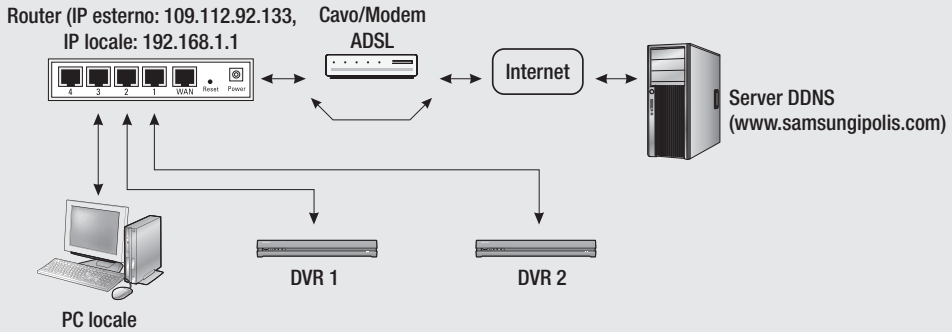 Router (IP esterno: 109.112.92.133,
IP locale: 192.168.1.1
Cavo/Modem
ADSL
4 3 2 1 WAN Reset Power
Internet
Server DDNS
(www.samsungipolis.com)
DVR 1
DVR 2
PC locale